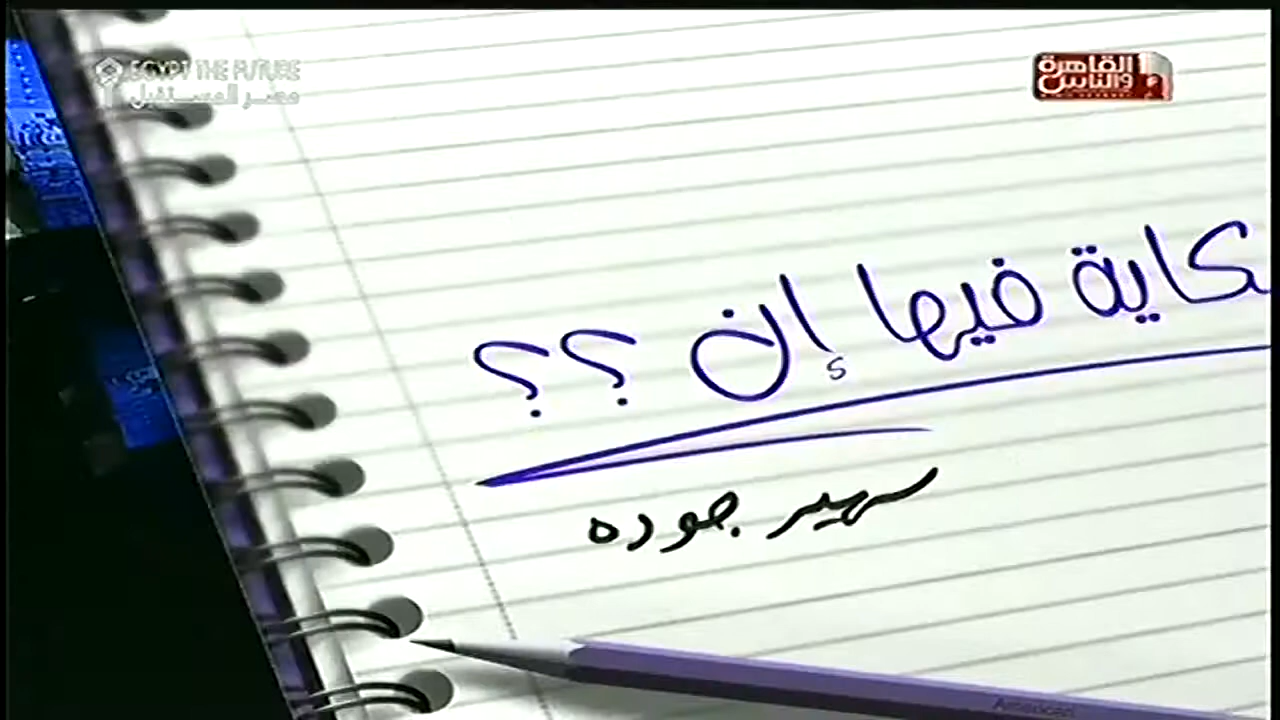 EGYPT THE FUTURE
مصر المستقبل
القاهرة
والناس
كاية فيها إن ؟؟
سهير جوده